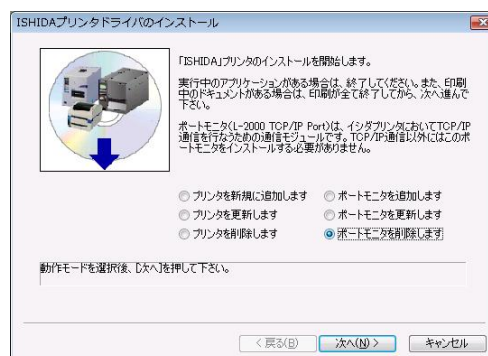 ISHIDAプリンタドライバのインストール
「ISHIDA」プリンタのインストールを開始します。
実行中のアプリケーションがある場合は、終了してください。また、印刷
中のドキュメントがある場合は、印刷が全て終了してから、次へ進んで
下さい。
ポートモニタ(L-2000 TCP/IP Port)は、イシダプリンタにおいてTCP/IP
通信を行なうための通信モジュールです。TCP/IP通信以外にはこのポ
ートモニタをインストールする必要がありません。
プリンタを新規に追加します ポートモニタを追加します
プリンタを更新します ポートモニタを更新します
プリンタを削除します ポートモニタを削除します
動作モードを選択後、[次へ]を押して下さい。
< 戻る(B) 次へ(N) > キャンセル